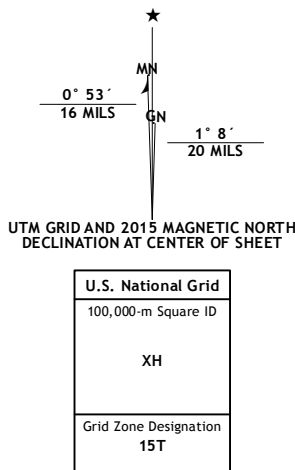 ★
MN
0° 53´
16 MILS
GN
1° 8´
20 MILS
UTM GRID AND 2015 MAGNETIC NORTH
DECLINATION AT CENTER OF SHEET
U.S. National Grid
100,000-m Square ID
XH
Grid Zone Designation
15T